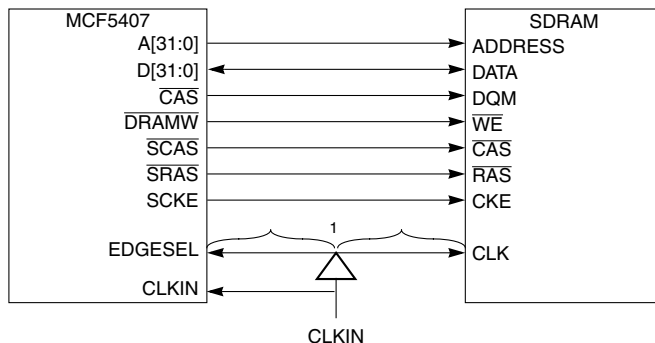 MCF5407 SDRAM
A[31:0] ADDRESS
D[31:0] DATA
CAS DQM
DRAMW WE
SCAS CAS
SRAS RAS
SCKE CKE
1
EDGESEL CLK
CLKIN
CLKIN